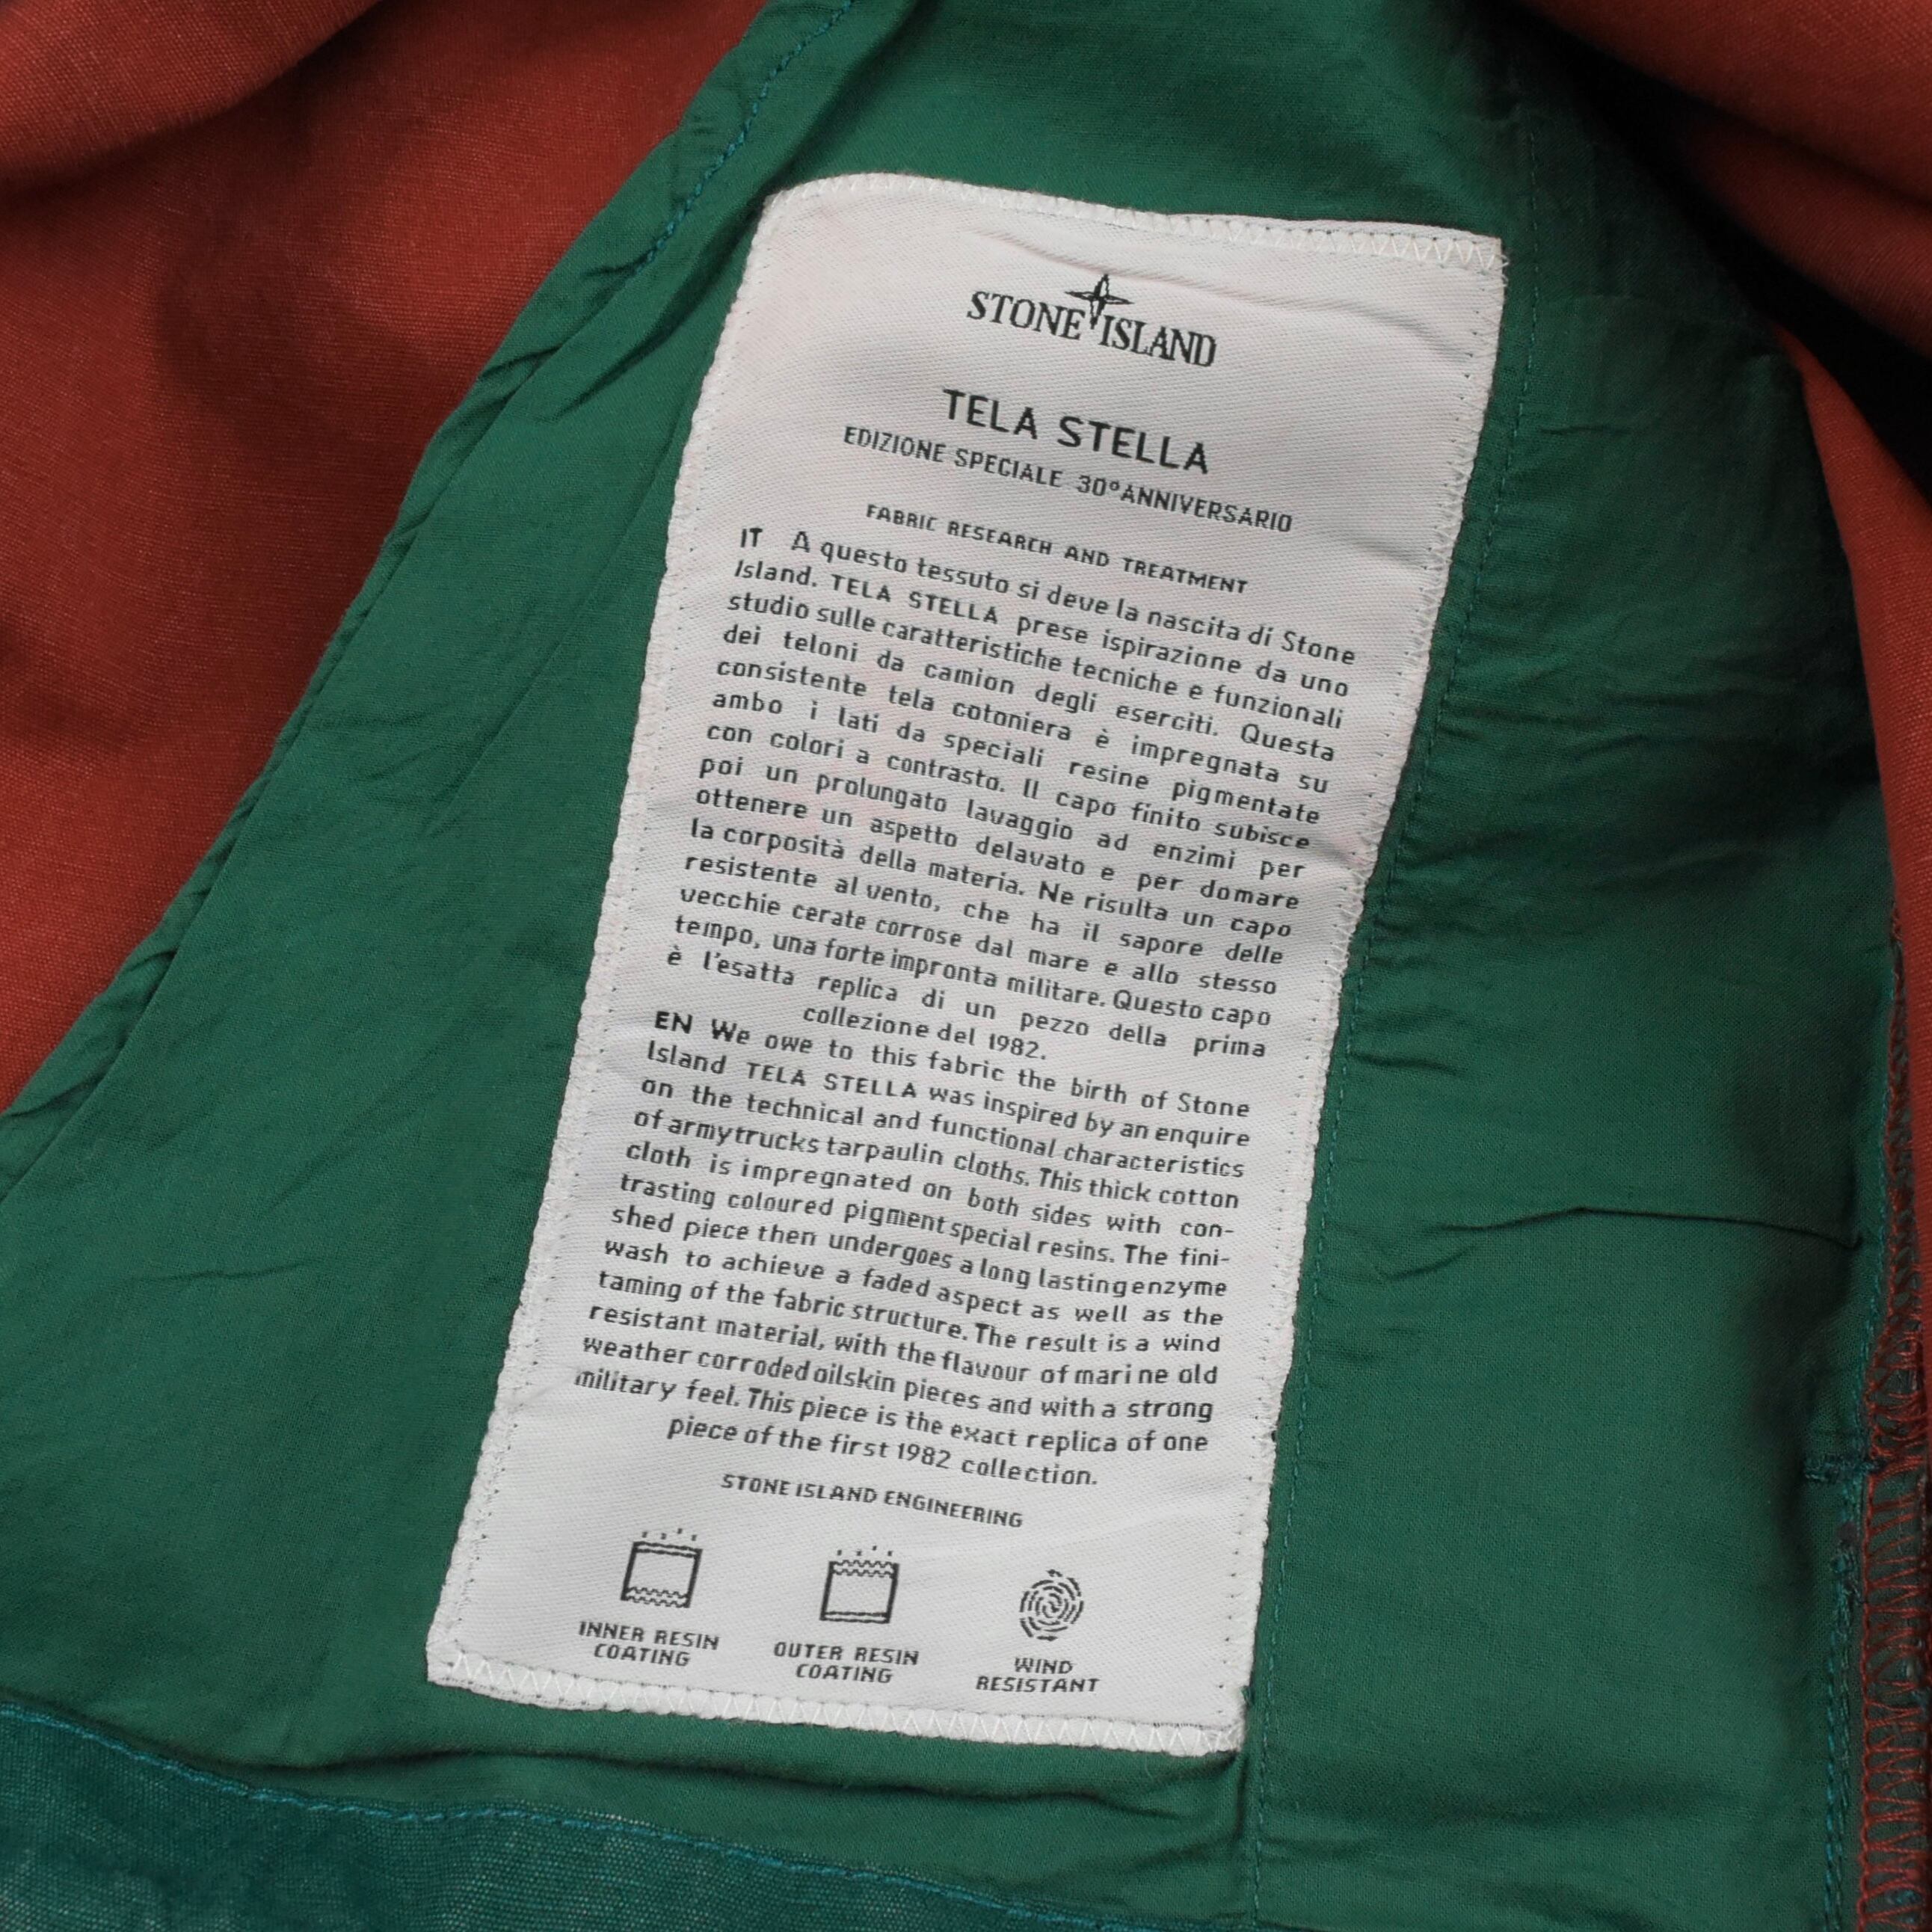 STONE ISLAND
TELA STELLA
EDIZIONE SPECIALE 30°ANNIVERSARIO
FABRIC RESEARCH AND TREATMENT
IT A questo tessuto si deve la nascita di Stone
Island. TELA STELLA prese ispirazione da uno
studio sulle caratteristiche tecniche e funzionali
dei teloni da camion degli eserciti. Questa
consistente tela cotoniera è impregnata su
ambo i lati da speciali resine pigmentate
con colori a contrasto. Il capo finito subisce
poi un prolungato lavaggio ad enzimi per
ottenere un aspetto delavato e per domare
la corposità della materia. Ne risulta un capo
resistente al vento, che ha il sapore delle
vecchie cerate corrose dal mare e allo stesso
tempo, una forte impronta militare. Questo capo
è l'esatta replica di un pezzo della prima
collezione del 1982.
EN We owe to this fabric the birth of Stone
Island TELA STELLA was inspired by an enquire
on the technical and functional characteristics
of armytrucks tarpaulin cloths. This thick cotton
cloth is impregnated on both sides with con-
trasting coloured pigment special resins. The fini-
shed piece then undergoes a long lasting enzyme
wash to achieve a faded aspect as well as the
taming of the fabric structure. The result is a wind
resistant material, with the flavour of marine old
weather corroded oilskin pieces and with a strong
military feel. This piece is the exact replica of one
piece of the first 1982 collection.
STONE ISLAND ENGINEERING
INNER RESIN
COATING
OUTER RESIN
COATING
WIND
RESISTANT